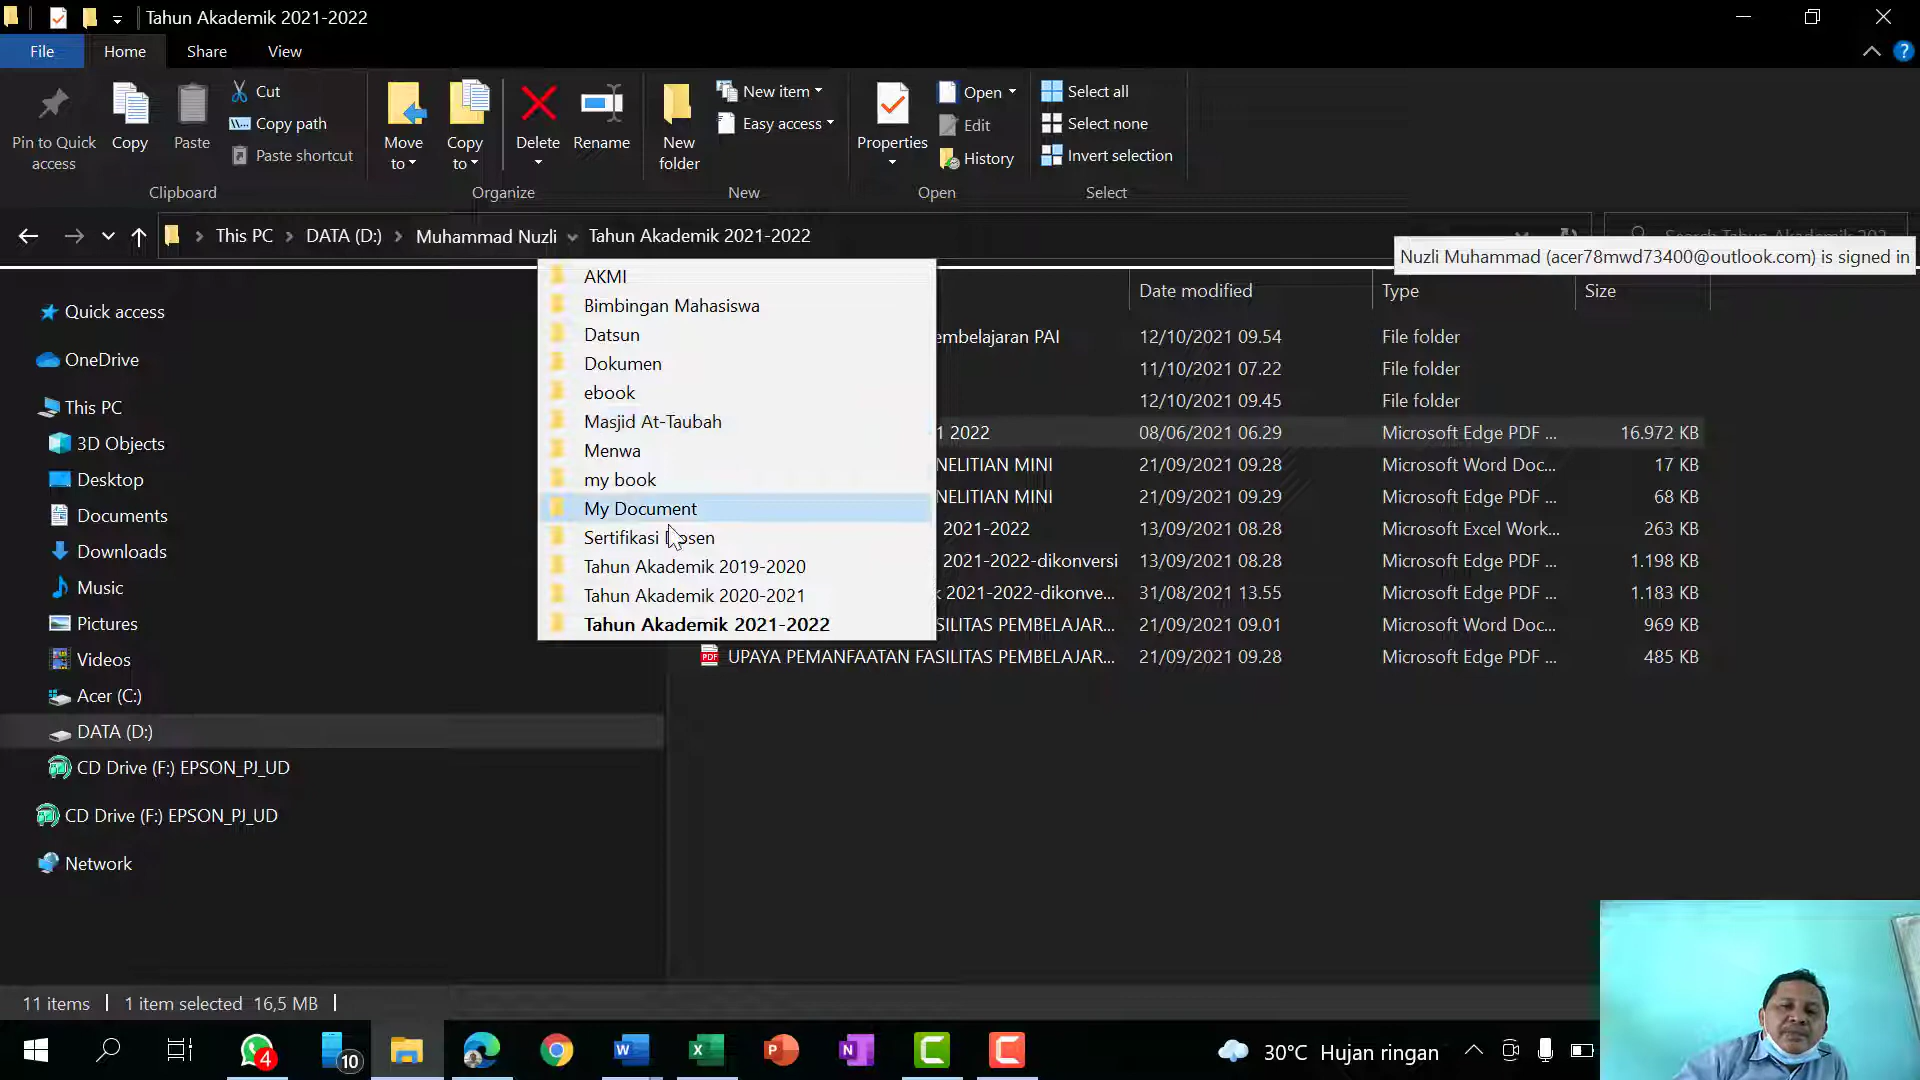 Tahun Akademik 2021-2022
File Home Share View
Pin to Quick access
Copy
Paste
Cut
Copy path
Paste shortcut
Move to
Copy to
Delete
Rename
New folder
New item
Easy access
Properties
Open
Edit
History
Select all
Select none
Invert selection
Clipboard Organize New Open Select
This PC DATA (D:) Muhammad Nuzli Tahun Akademik 2021-2022
Nuzli Muhammad (acer78mwd73400@outlook.com) is signed in
Date modified Type Size
Quick access
OneDrive
This PC
3D Objects
Desktop
Documents
Downloads
Music
Pictures
Videos
Acer (C:)
DATA (D:)
CD Drive (F:) EPSON_PJ_UD
CD Drive (F:) EPSON_PJ_UD
Network
AKMI
Bimbingan Mahasiswa
Datsun
Dokumen
ebook
Masjid At-Taubah
Menwa
my book
My Document
Sertifikasi
Tahun Akademik 2019-2020
Tahun Akademik 2020-2021
Tahun Akademik 2021-2022
embelajaran PAI 12/10/2021 09.54 File folder
11/10/2021 07.22 File folder
12/10/2021 09.45 File folder
1 2022 08/06/2021 06.29 Microsoft Edge PDF ... 16.972 KB
NELITIAN MINI 21/09/2021 09.28 Microsoft Word Doc... 17 KB
NELITIAN MINI 21/09/2021 09.29 Microsoft Edge PDF ... 68 KB
2021-2022 13/09/2021 08.28 Microsoft Excel Work... 263 KB
2021-2022-dikonversi 13/09/2021 08.28 Microsoft Edge PDF ... 1.198 KB
k 2021-2022-dikonve... 31/08/2021 13.55 Microsoft Edge PDF ... 1.183 KB
SILITAS PEMBELAJAR... 21/09/2021 09.01 Microsoft Word Doc... 969 KB
PDF UPAYA PEMANFAATAN FASILITAS PEMBELAJAR... 21/09/2021 09.28 Microsoft Edge PDF ... 485 KB
11 items 1 item selected 16,5 MB
4
10
30°C Hujan ringan